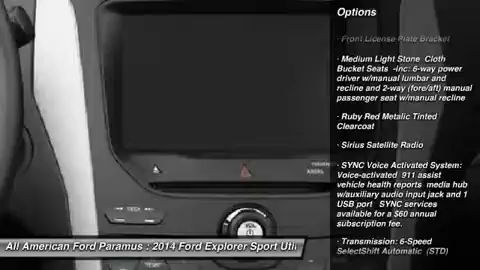 Options
· Front License Plate Bracket
· Medium Light Stone  Cloth
Bucket Seats  -inc: 6-way power
driver w/manual lumbar and
recline and 2-way (fore/aft) manual
passenger seat w/manual recline
· Ruby Red Metalic Tinted
Clearcoat
· Sirius Satellite Radio
· SYNC Voice Activated System:
Voice-activated  911 assist
vehicle health reports  media hub
w/auxiliary audio input jack and 1
USB port   SYNC services
available for a $60 annual
subscription fee.
· Transmission: 6-Speed
SelectShift Automatic  (STD)
VOL
All American Ford Paramus : 2014 Ford Explorer Sport Util